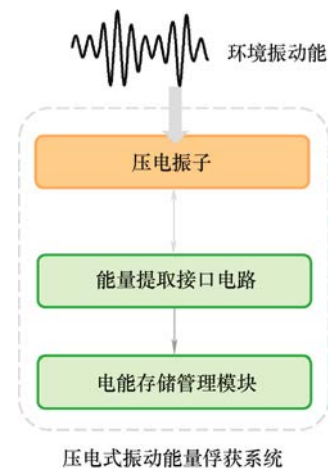 环境振动能
压电振子
能量提取接口电路
电能存储管理模块
压电式振动能量俘获系统